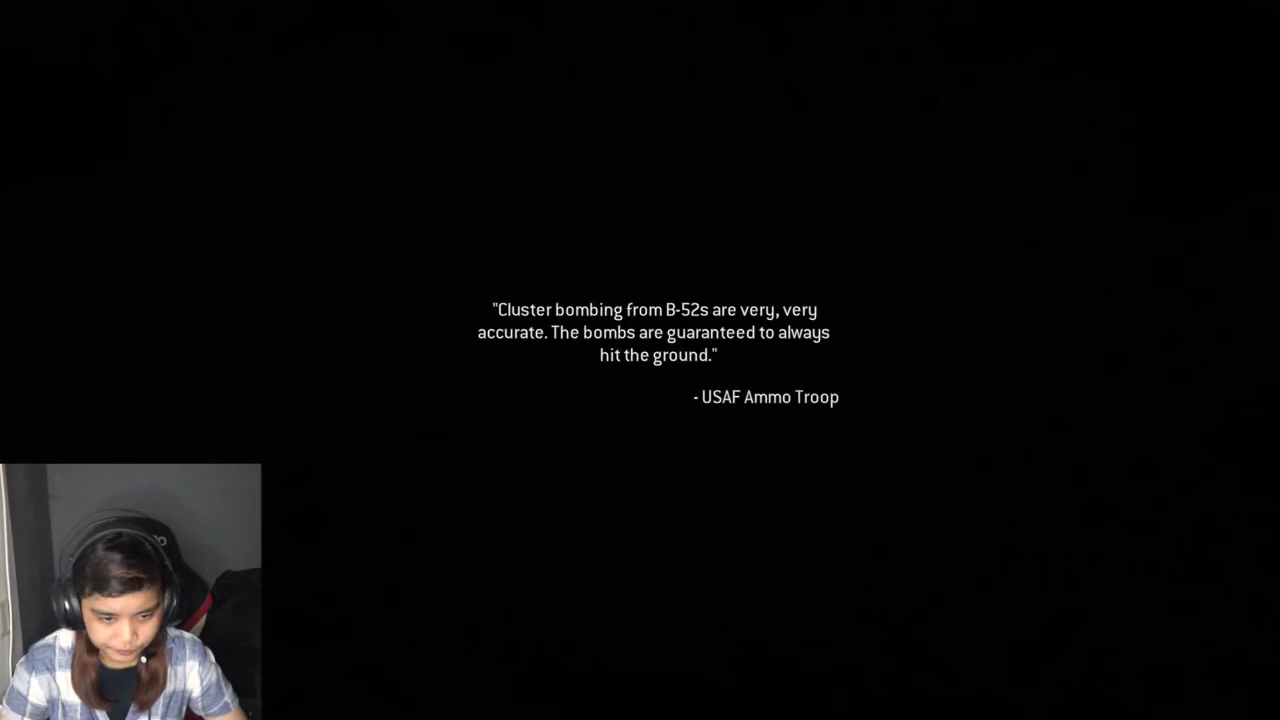 "Cluster bombing from B-52s are very, very
accurate. The bombs are guaranteed to always
hit the ground."
- USAF Ammo Troop